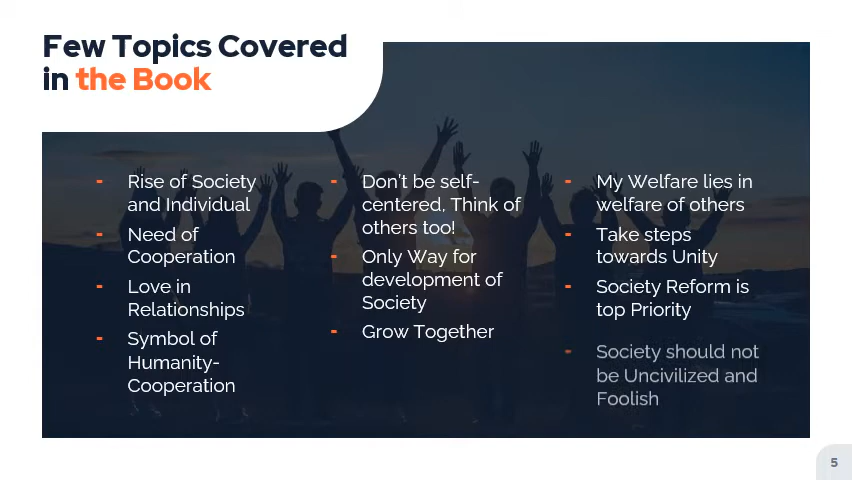 Few Topics Covered
in the Book
- Rise of Society
and Individual
- Need of
Cooperation
- Love in
Relationships
- Symbol of
Humanity-
Cooperation
- Don't be self-
centered, Think of
others too!
- Only Way for
development of
Society
- Grow Together
- My Welfare lies in
welfare of others
- Take steps
towards Unity
- Society Reform is
top Priority
- Society should not
be Uncivilized and
Foolish
5